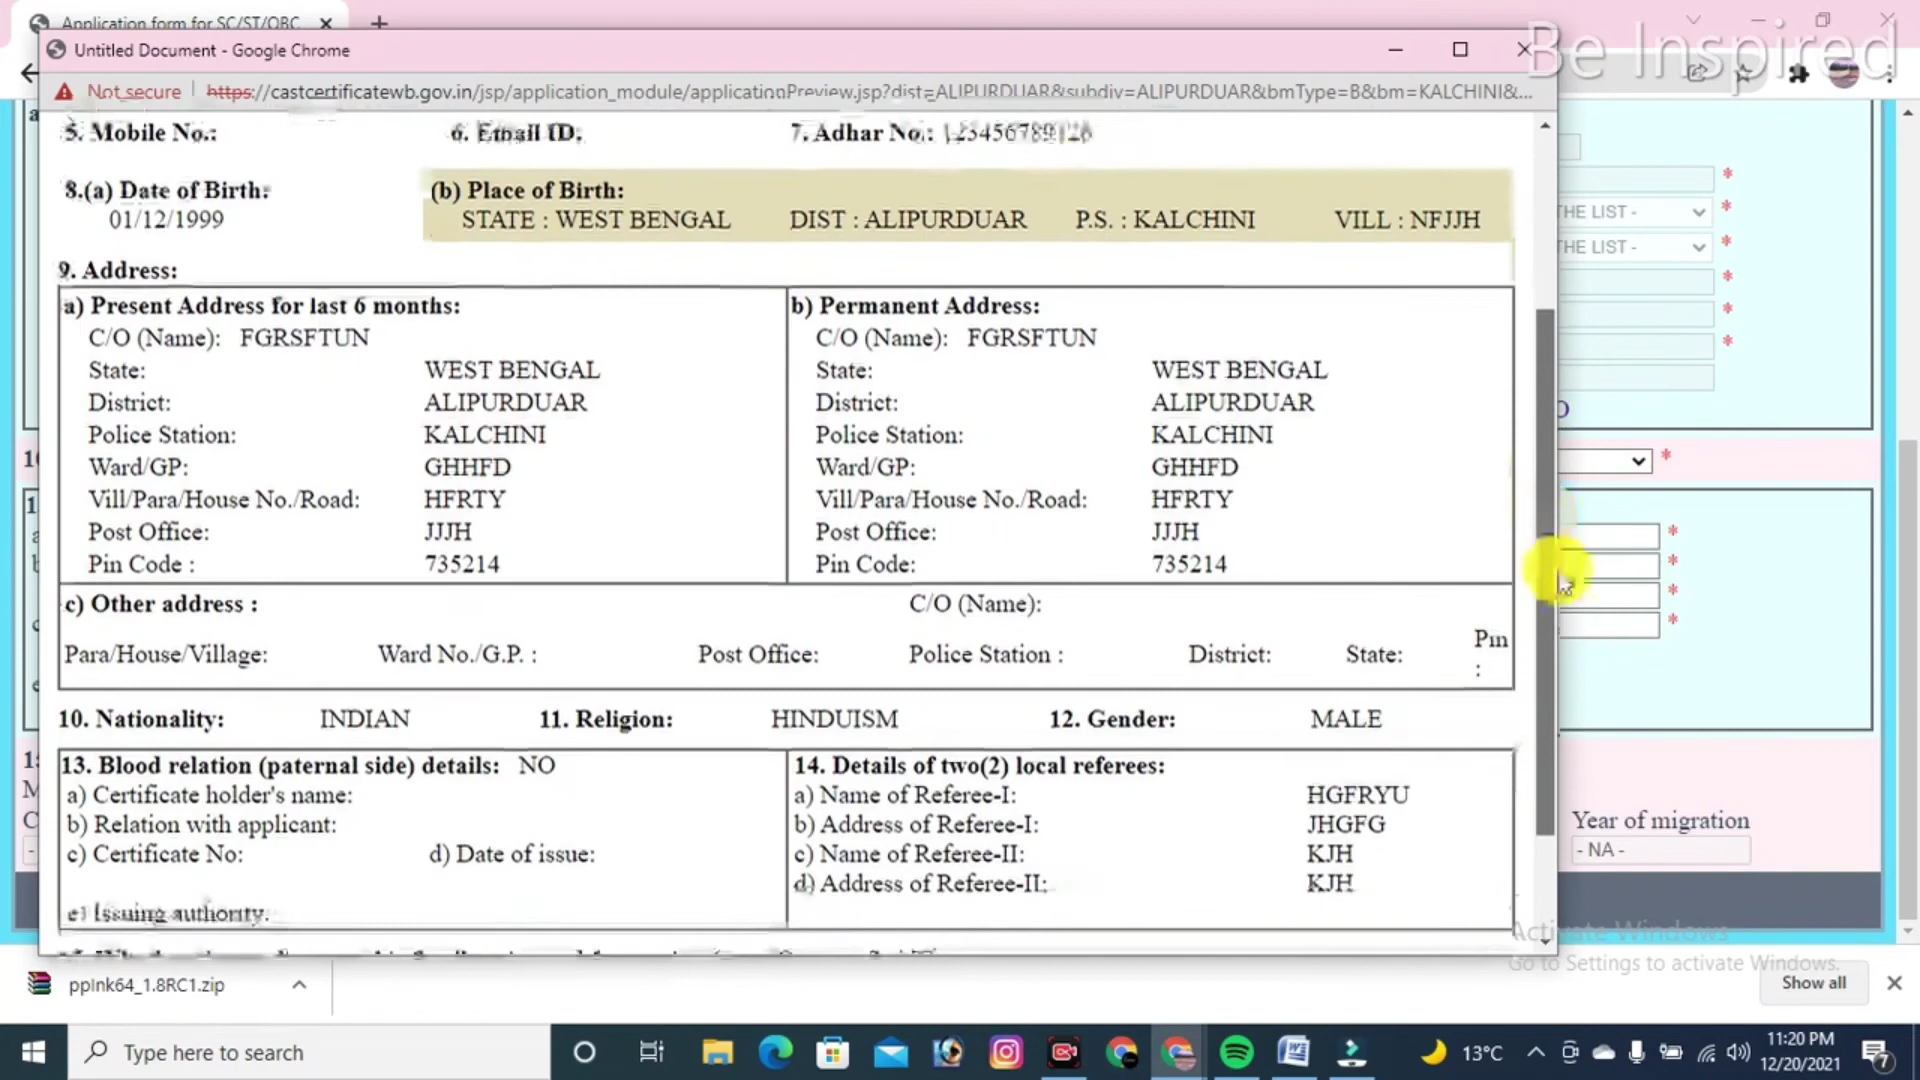 Application form for SC/ST/OBC
Be Inspired
Untitled Document - Google Chrome
Not secure https://castcertificatewb.gov.in/jsp/application_module/applicationPreview.jsp?dist=ALIPURDUAR&subdiv=ALIPURDUAR&bmType=B&bm=KALCHINI&...
5. Mobile No.: 6. Email ID: 7. Adhar No.: 123456789126
8.(a) Date of Birth: (b) Place of Birth:
01/12/1999 STATE : WEST BENGAL DIST : ALIPURDUAR P.S. : KALCHINI VILL : NFJJH
9. Address:
a) Present Address for last 6 months: b) Permanent Address:
C/O (Name): FGRSFTUN C/O (Name): FGRSFTUN
State: WEST BENGAL State: WEST BENGAL
District: ALIPURDUAR District: ALIPURDUAR
Police Station: KALCHINI Police Station: KALCHINI
Ward/GP: GHHFD Ward/GP: GHHFD
Vill/Para/House No./Road: HFRTY Vill/Para/House No./Road: HFRTY
Post Office: JJJH Post Office: JJJH
Pin Code : 735214 Pin Code: 735214
c) Other address : C/O (Name):
Para/House/Village: Ward No./G.P. : Post Office: Police Station : District: State: Pin :
10. Nationality: INDIAN 11. Religion: HINDUISM 12. Gender: MALE
13. Blood relation (paternal side) details: NO 14. Details of two(2) local referees:
a) Certificate holder's name: a) Name of Referee-I: HGFRYU
b) Relation with applicant: b) Address of Referee-I: JHGFG
c) Certificate No: d) Date of issue: c) Name of Referee-II: KJH
d) Address of Referee-II: KJH
e) Issuing authority:
THE LIST -
THE LIST -
Year of migration
- NA -
Activate Windows
Go to Settings to activate Windows.
ppInk64_1.8RC1.zip
Show all
Type here to search
13°C
11:20 PM
12/20/2021
7